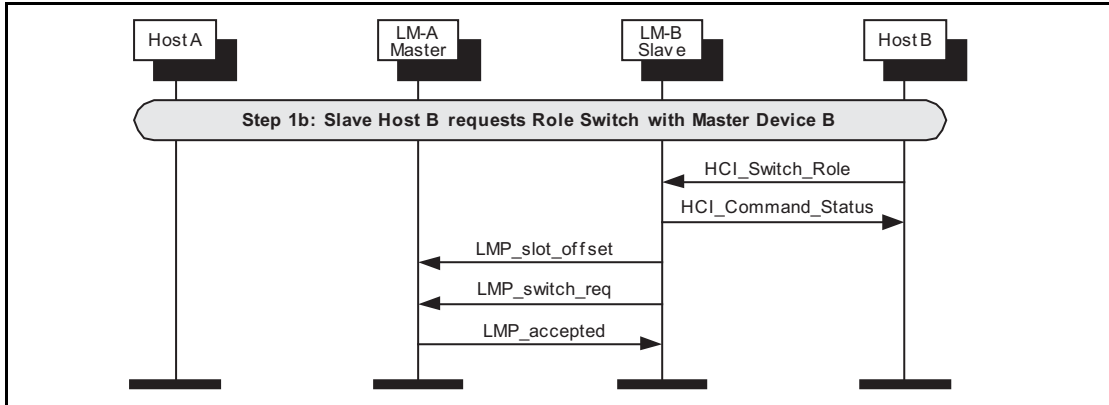 Host A
LM-A
Master
LM-B
Slave
Host B
Step 1b: Slave Host B requests Role Switch with Master Device B
HCI_Switch_Role
HCI_Command_Status
LMP_slot_offset
LMP_switch_req
LMP_accepted